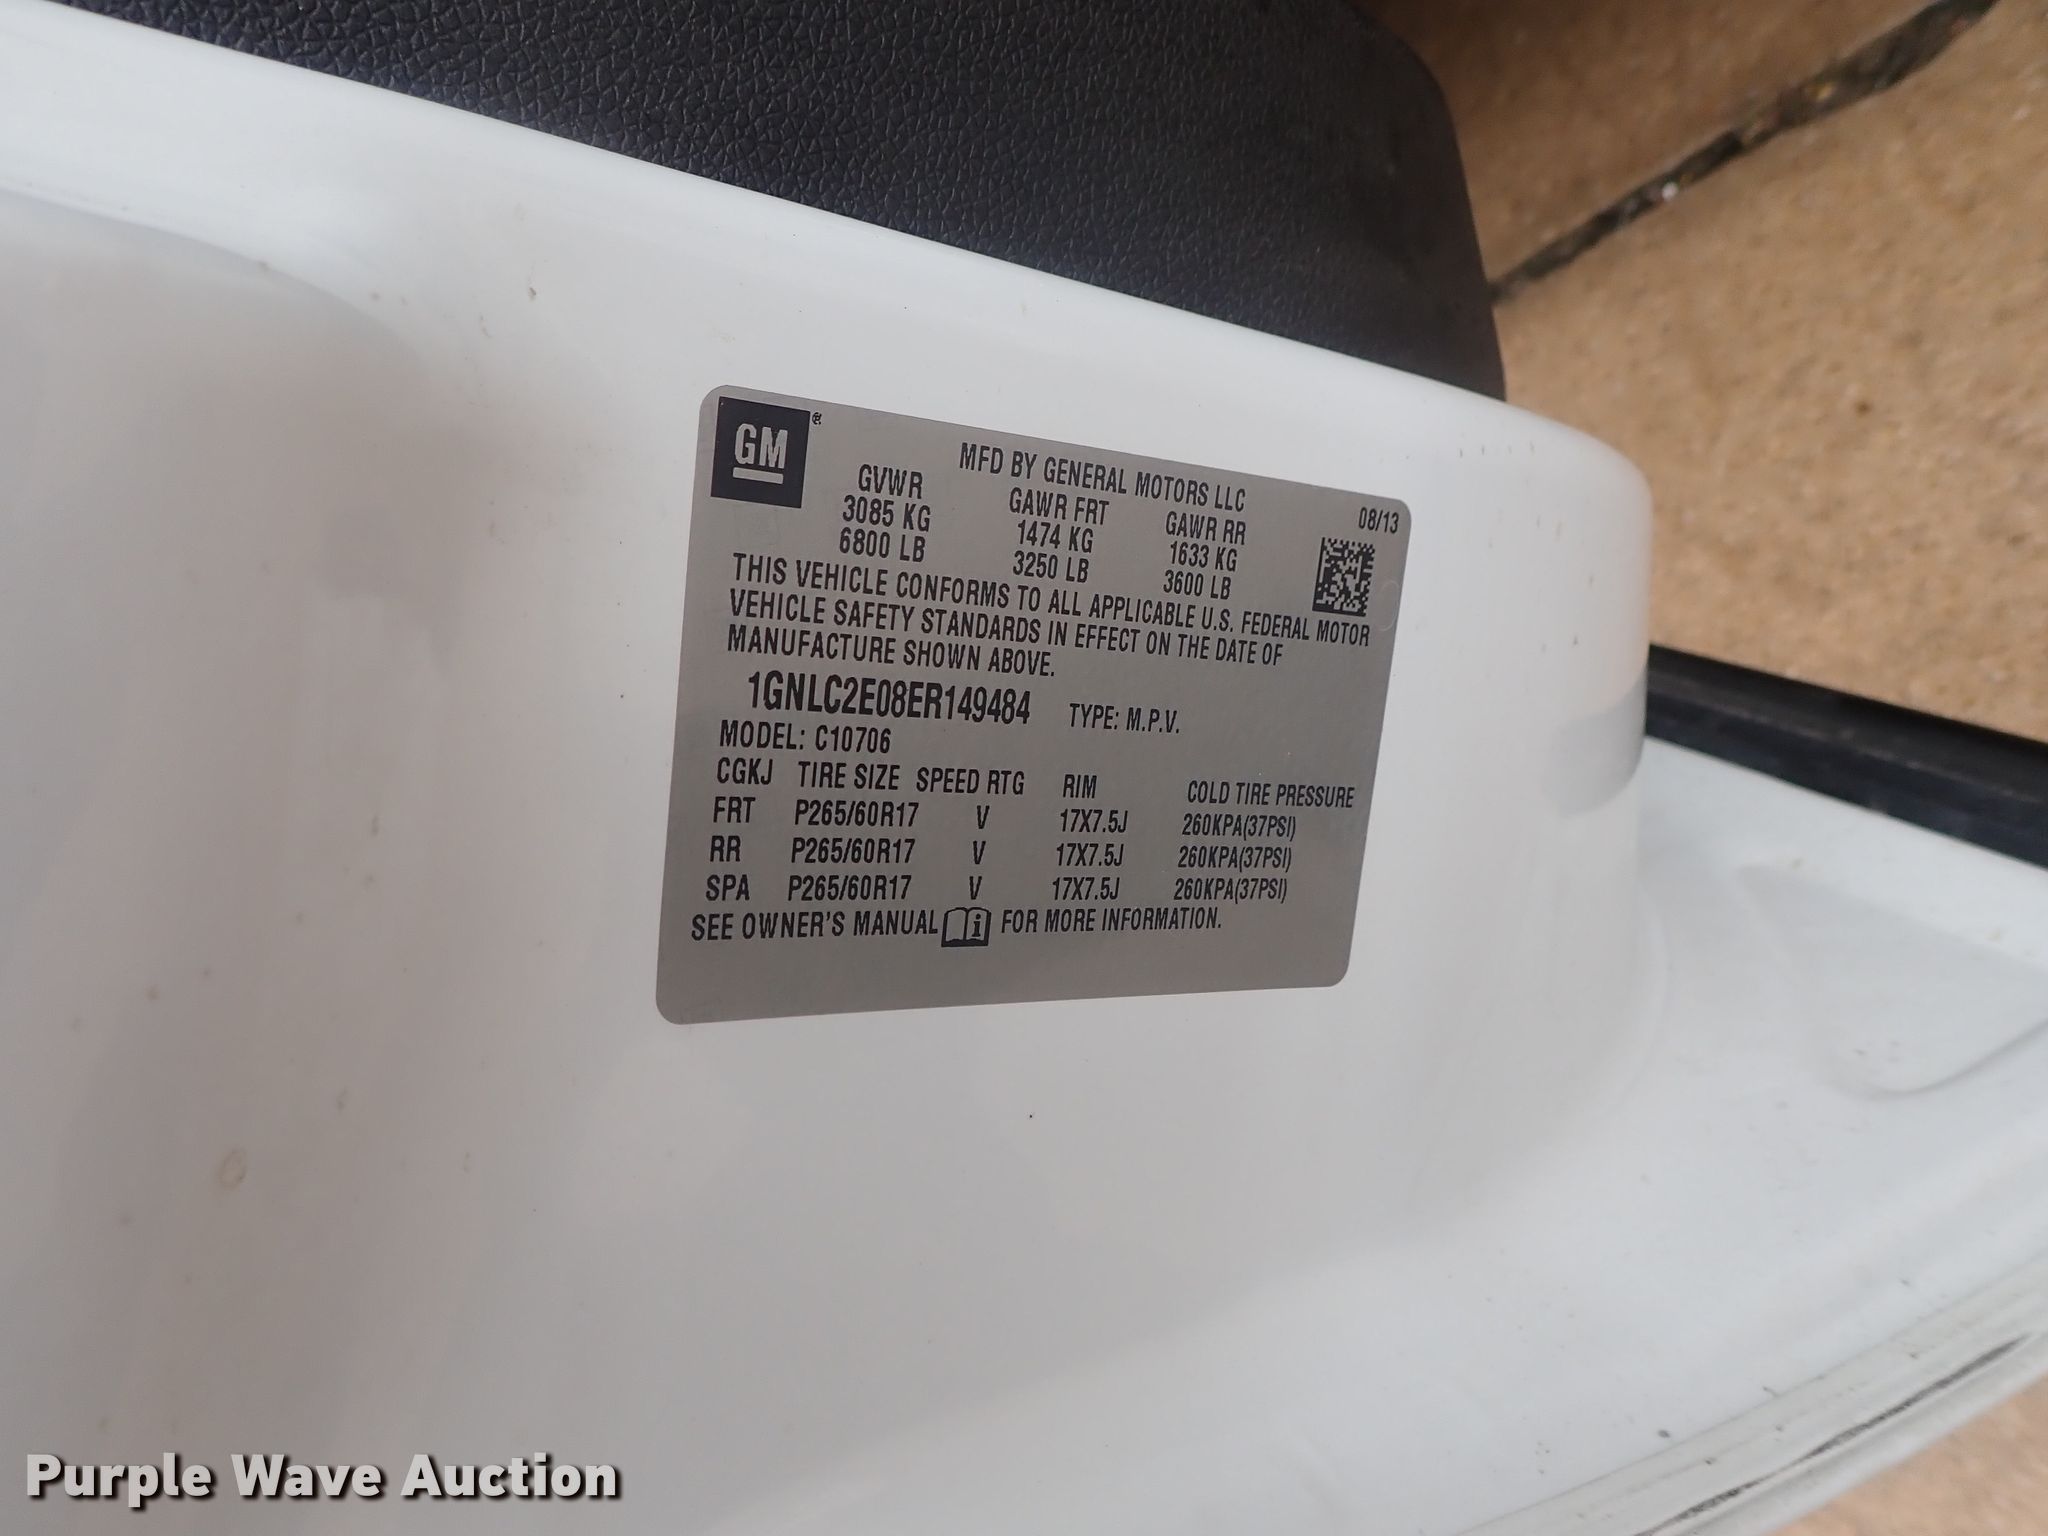 GM®
MFD BY GENERAL MOTORS LLC
08/13
GVWR GAWR FRT GAWR RR
3085 KG 1474 KG 1633 KG
6800 LB 3250 LB 3600 LB
THIS VEHICLE CONFORMS TO ALL APPLICABLE U.S. FEDERAL MOTOR
VEHICLE SAFETY STANDARDS IN EFFECT ON THE DATE OF
MANUFACTURE SHOWN ABOVE.
1GNLC2E08ER149484 TYPE: M.P.V.
MODEL: C10706
CGKJ TIRE SIZE SPEED RTG RIM COLD TIRE PRESSURE
FRT P265/60R17 V 17X7.5J 260KPA(37PSI)
RR P265/60R17 V 17X7.5J 260KPA(37PSI)
SPA P265/60R17 V 17X7.5J 260KPA(37PSI)
SEE OWNER'S MANUAL i FOR MORE INFORMATION.
Purple Wave Auction